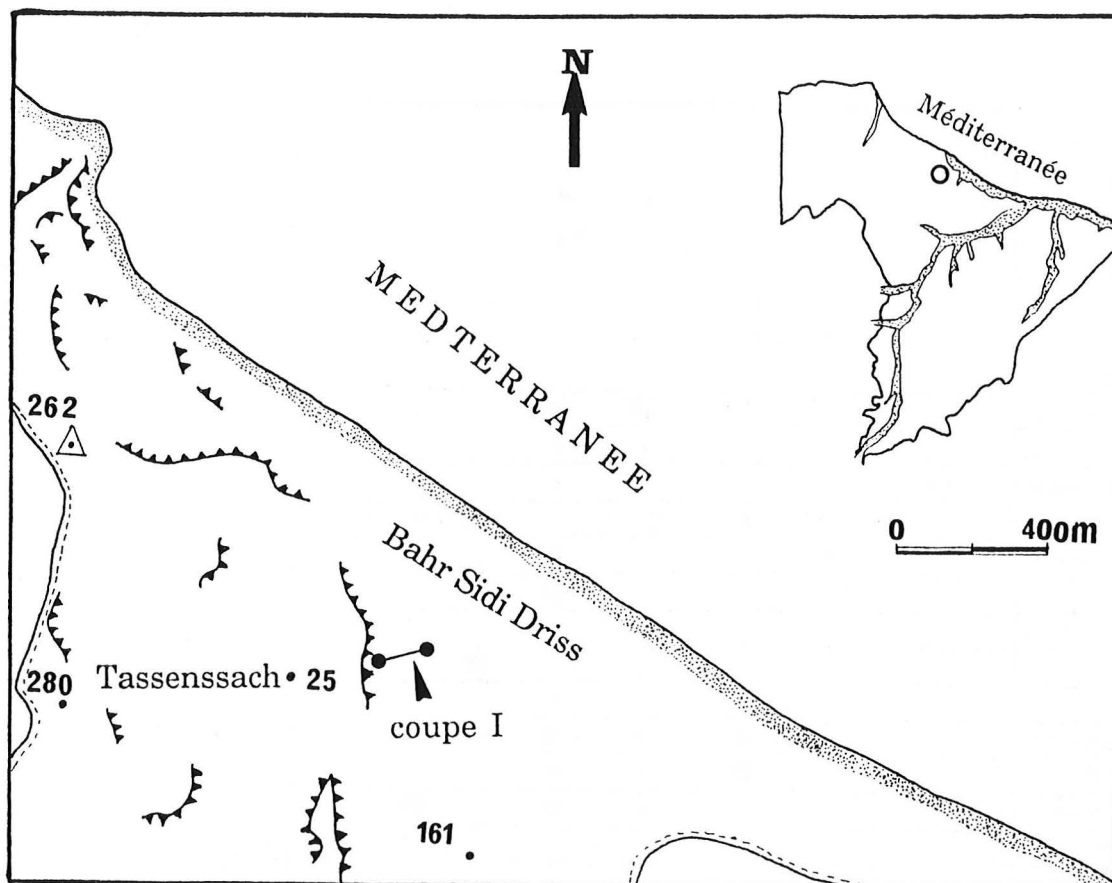 N
Méditerranée
MEDTERRANEE
262
0 400m
Bahr Sidi Driss
280 Tassenssach 25
coupe I
161